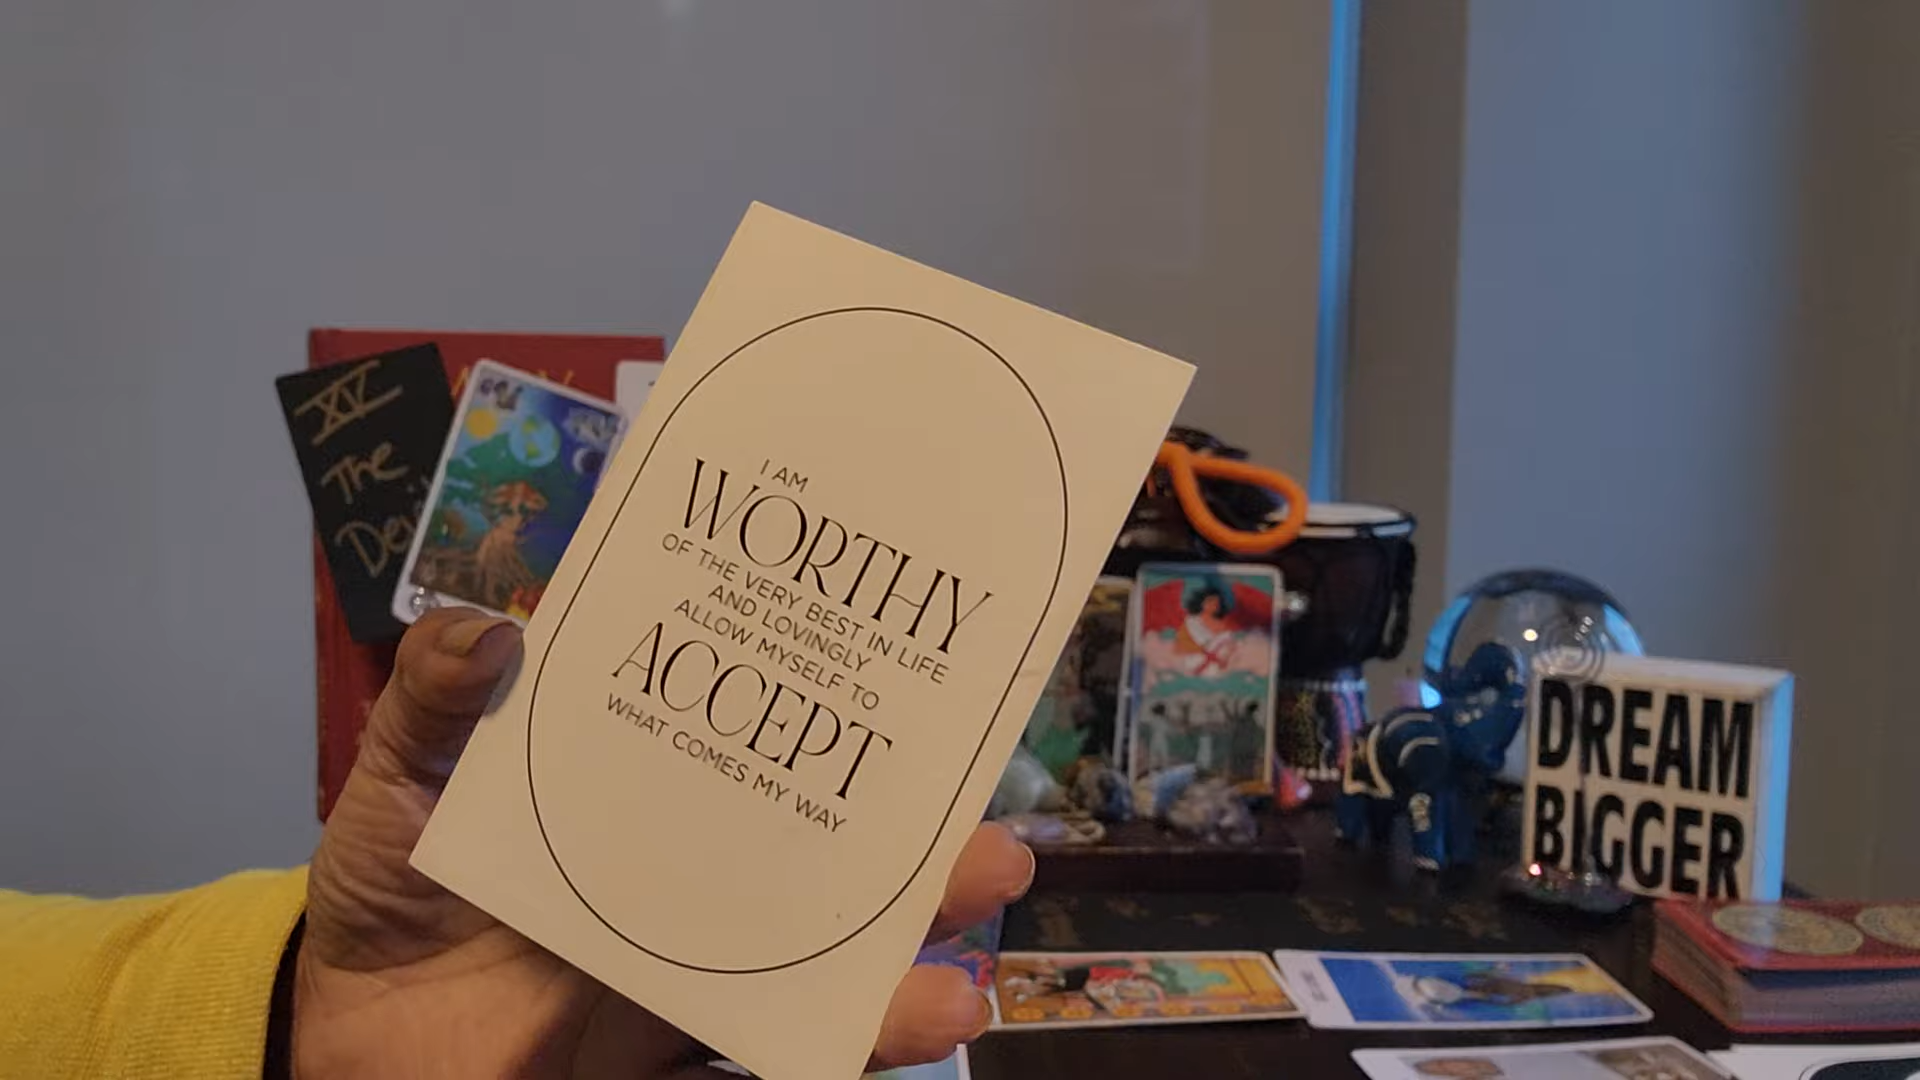 I AM
WORTHY
OF THE VERY BEST IN LIFE
AND LOVINGLY
ALLOW MYSELF TO
ACCEPT
WHAT COMES MY WAY
XIV
The
DREAM
BIGGER